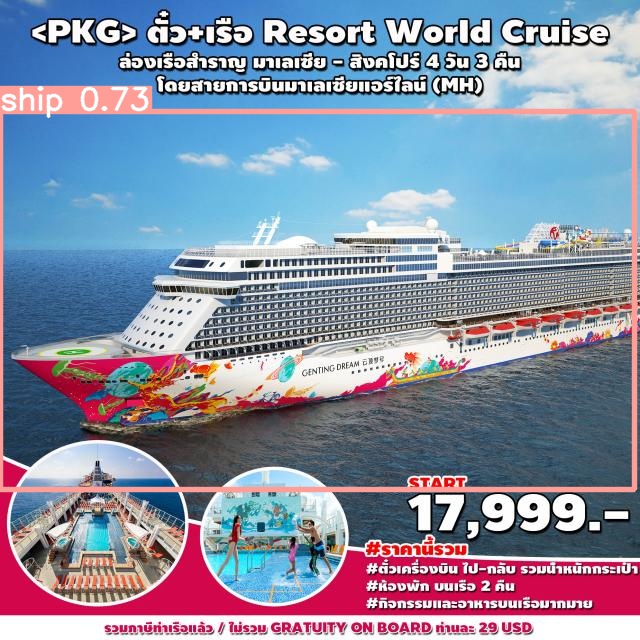 <PKG> ตั๋ว+เรือ Resort World Cruise
ล่องเรือสำราญ มาเลเซีย - สิงคโปร์ 4 วัน 3 คืน
โดยสายการบินมาเลเซียแอร์ไลน์ (MH)
ship 0.73
GENTING DREAM 云顶梦号
START
17,999.-
#ราคานี้รวม
#ตั๋วเครื่องบิน ไป-กลับ รวมน้ำหนักกระเป๋า
#ห้องพัก บนเรือ 2 คืน
#กิจกรรมและอาหารบนเรือมากมาย
รวมภาษีท่าเรือแล้ว / ไม่รวม GRATUITY ON BOARD ท่านละ 29 USD